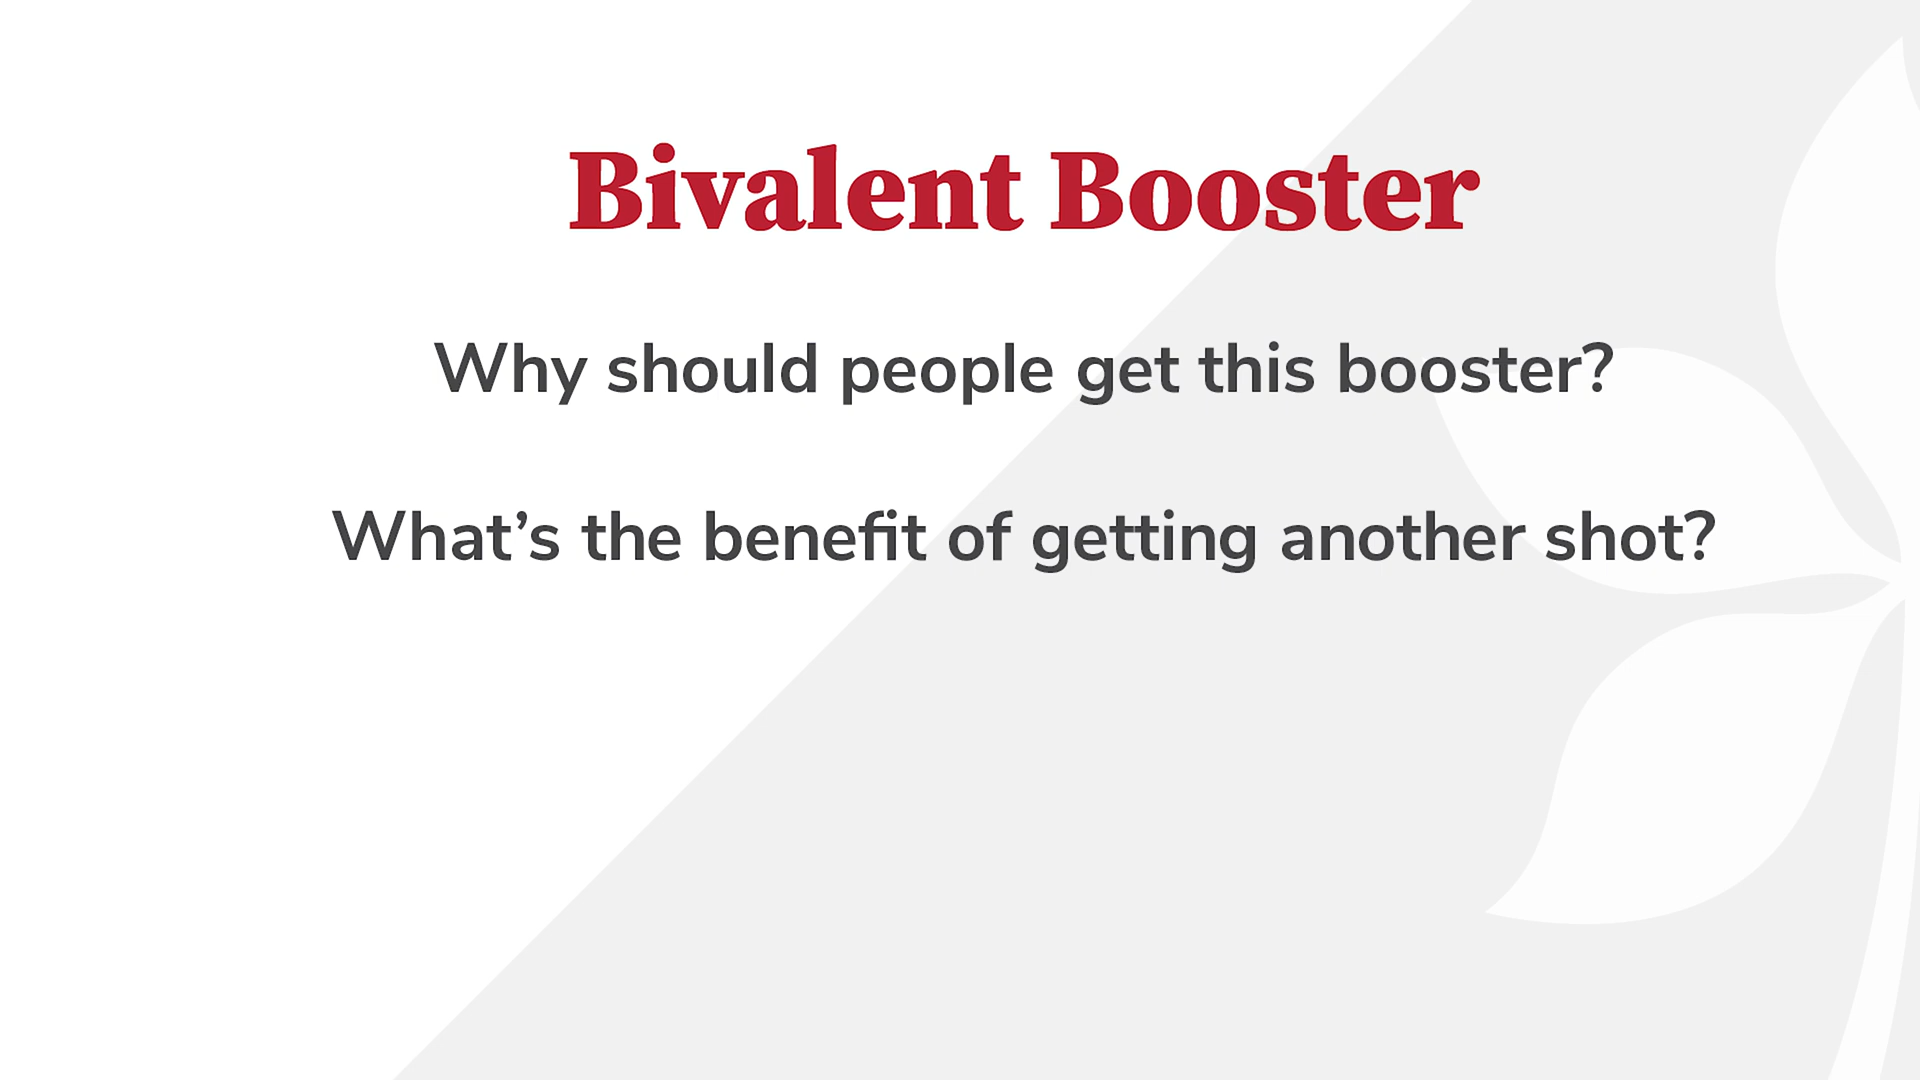 Bivalent Booster
Why should people get this booster?
What’s the benefit of getting another shot?